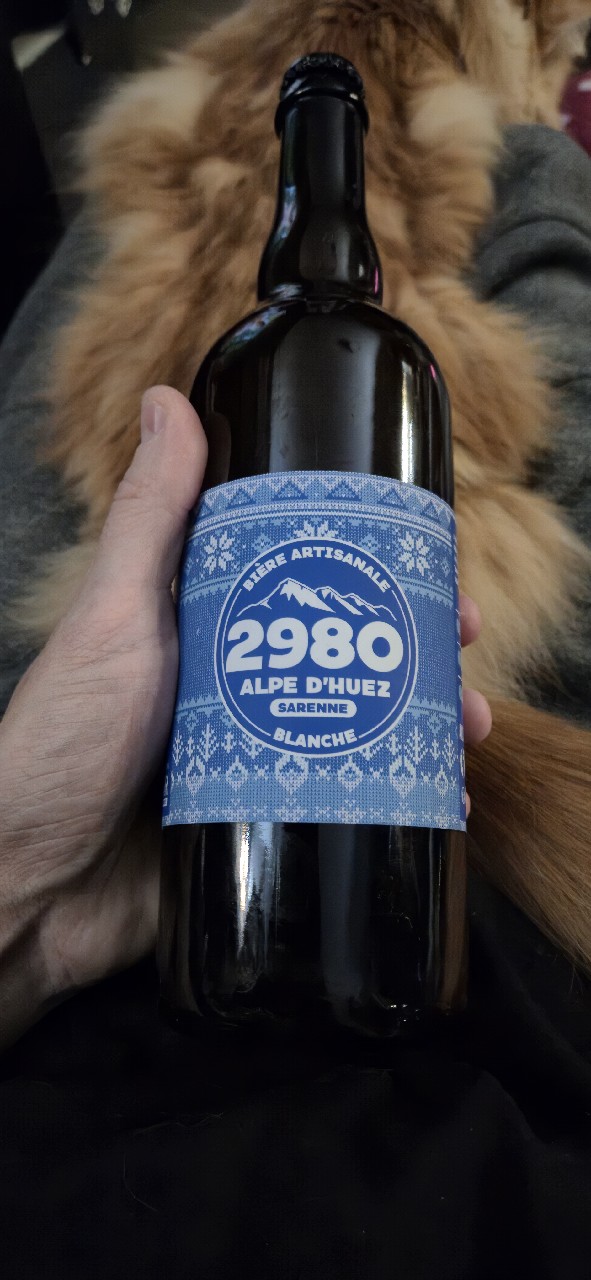 BIÈRE ARTISANALE
2980
ALPE D'HUEZ
SARENNE
BLANCHE